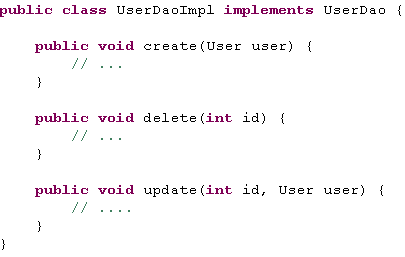 public class UserDaoImpl implements UserDao {
public void create(User user) {
// ...
}
public void delete(int id) {
// ...
}
public void update(int id, User user) {
// ....
}
}